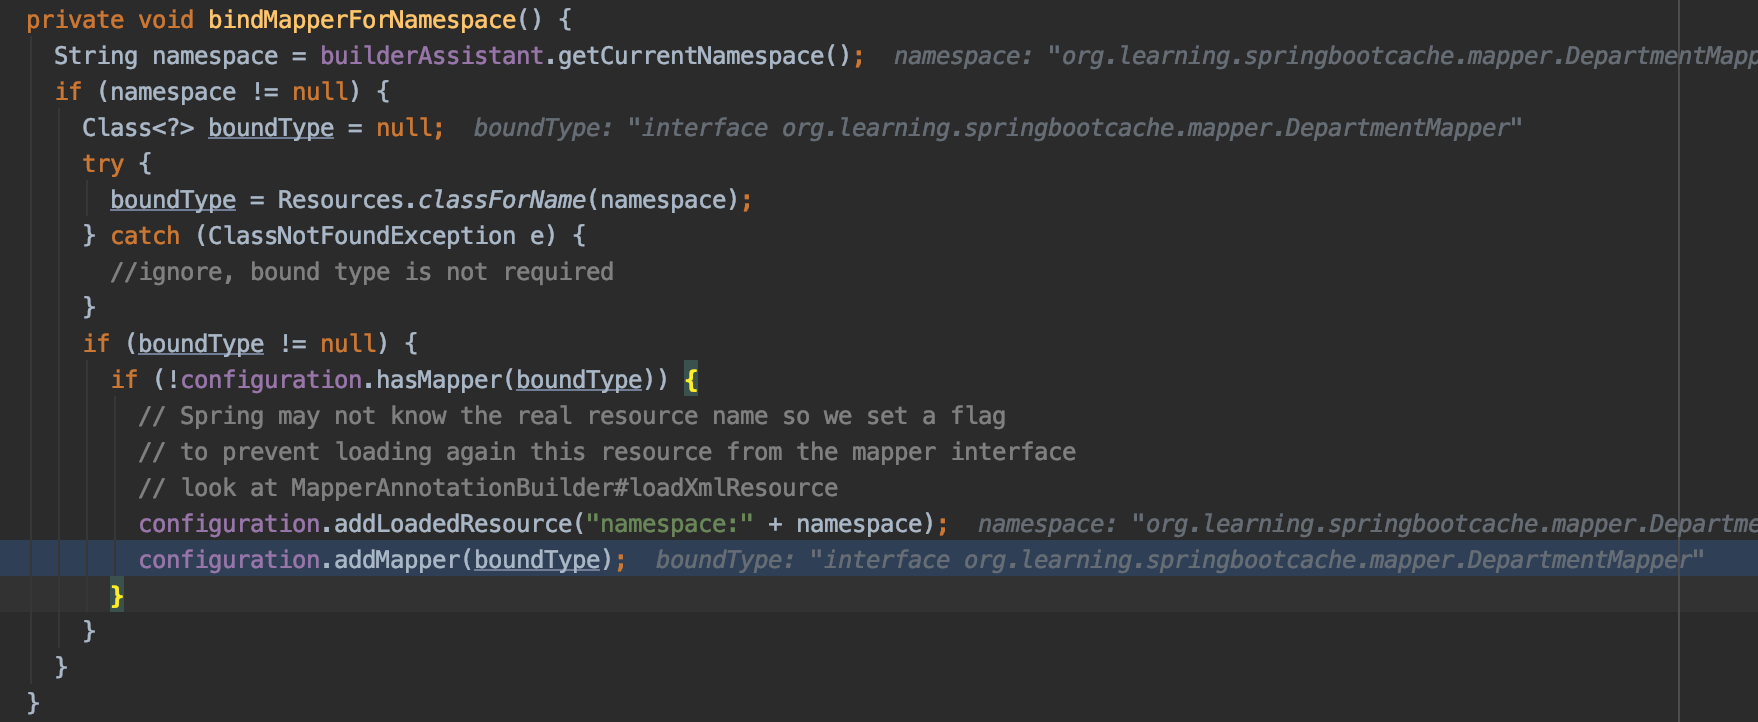 private void bindMapperForNamespace() {
String namespace = builderAssistant.getCurrentNamespace(); namespace: "org.learning.springbootcache.mapper.DepartmentMapp
if (namespace != null) {
Class<?> boundType = null; boundType: "interface org.learning.springbootcache.mapper.DepartmentMapper"
try {
boundType = Resources.classForName(namespace);
} catch (ClassNotFoundException e) {
//ignore, bound type is not required
}
if (boundType != null) {
if (!configuration.hasMapper(boundType)) {
// Spring may not know the real resource name so we set a flag
// to prevent loading again this resource from the mapper interface
// look at MapperAnnotationBuilder#loadXmlResource
configuration.addLoadedResource("namespace:" + namespace); namespace: "org.learning.springbootcache.mapper.Departme
configuration.addMapper(boundType); boundType: "interface org.learning.springbootcache.mapper.DepartmentMapper"
}
}
}
}